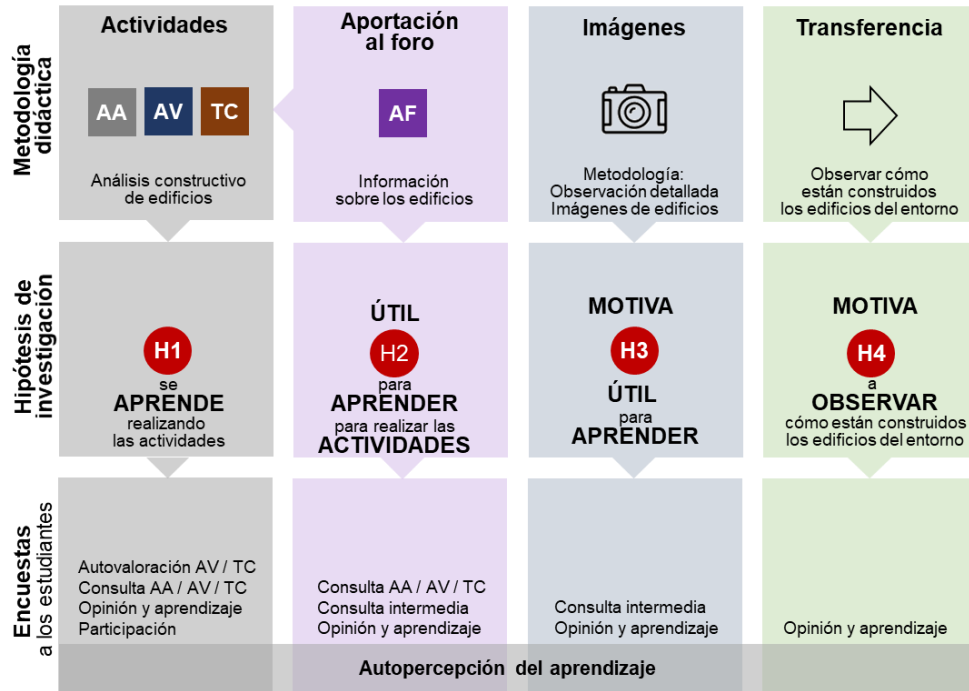 Metodología
didáctica
Actividades
AA AV TC
Análisis constructivo
de edificios
Aportación
al foro
AF
Información
sobre los edificios
Imágenes
Metodología:
Observación detallada
Imágenes de edificios
Transferencia
Observar cómo
están construidos
los edificios del entorno
Hipótesis de
investigación
H1
se
APRENDE
realizando
las actividades
ÚTIL
H2
para
APRENDER
para realizar las
ACTIVIDADES
MOTIVA
H3
ÚTIL
para
APRENDER
MOTIVA
H4
a
OBSERVAR
cómo están construidos
los edificios del entorno
Encuestas
a los estudiantes
Autovaloración AV / TC
Consulta AA / AV / TC
Opinión y aprendizaje
Participación
Consulta AA / AV / TC
Consulta intermedia
Opinión y aprendizaje
Consulta intermedia
Opinión y aprendizaje
Opinión y aprendizaje
Autopercepción del aprendizaje